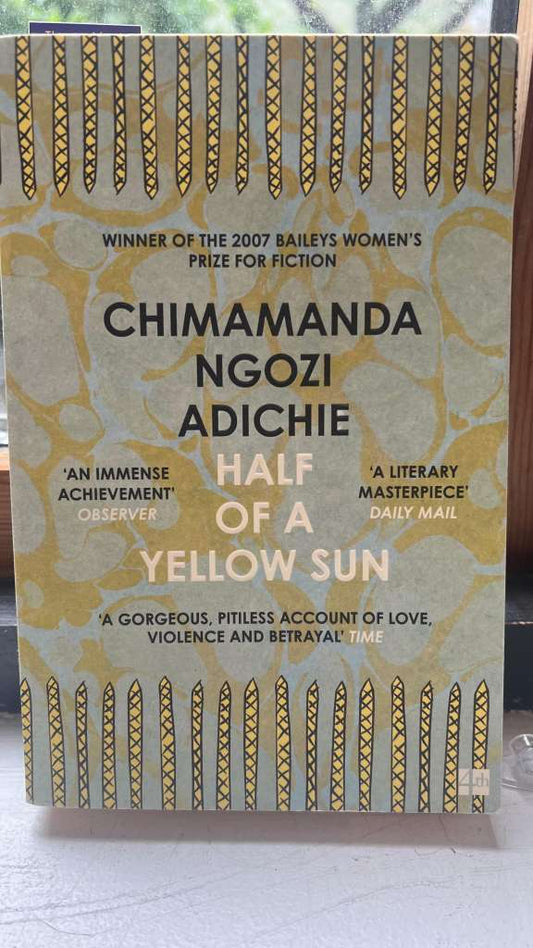 WINNER OF THE 2007 BAILEYS WOMEN'S
PRIZE FOR FICTION
CHIMAMANDA
NGOZI
ADICHIE
HALF
OF A
YELLOW SUN
'AN IMMENSE
ACHIEVEMENT'
OBSERVER
'A LITERARY
MASTERPIECE'
DAILY MAIL
'A GORGEOUS, PITILESS ACCOUNT OF LOVE,
VIOLENCE AND BETRAYAL' TIME
4th